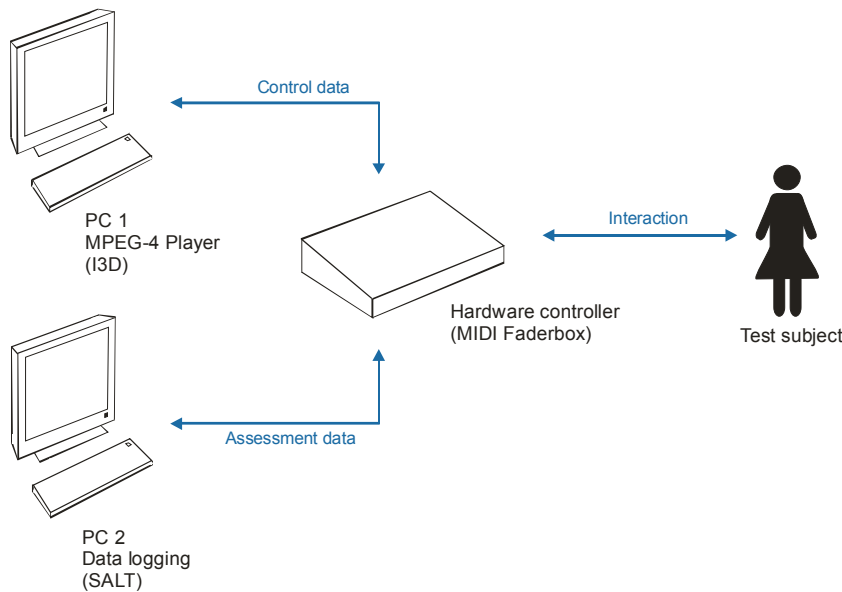 Control data
PC 1
MPEG-4 Player
(I3D)
Interaction
Hardware controller
(MIDI Faderbox)
Test subject
Assessment data
PC 2
Data logging
(SALT)